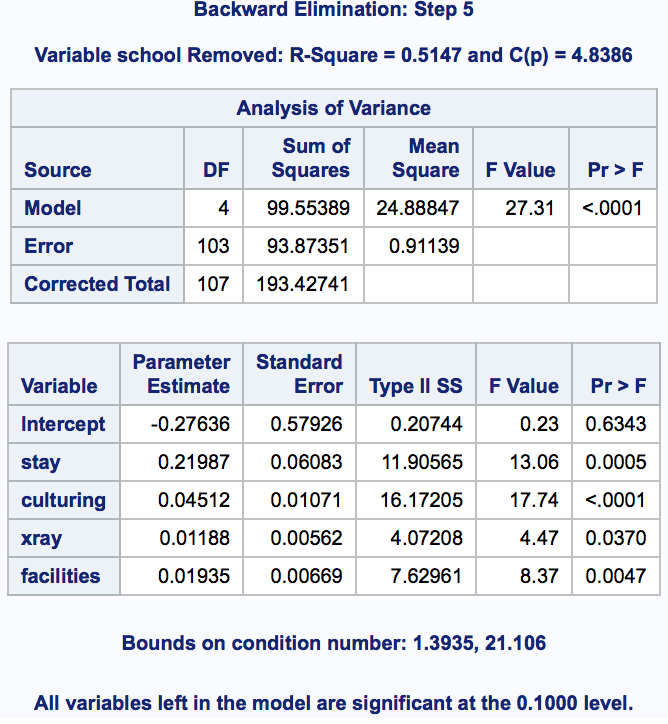 Backward Elimination: Step 5
Variable school Removed: R-Square = 0.5147 and C(p) = 4.8386
Analysis of Variance
Source DF Sum of Squares Mean Square F Value Pr > F
Model 4 99.55389 24.88847 27.31 <.0001
Error 103 93.87351 0.91139
Corrected Total 107 193.42741
Variable Parameter Estimate Standard Error Type II SS F Value Pr > F
Intercept -0.27636 0.57926 0.20744 0.23 0.6343
stay 0.21987 0.06083 11.90565 13.06 0.0005
culturing 0.04512 0.01071 16.17205 17.74 <.0001
xray 0.01188 0.00562 4.07208 4.47 0.0370
facilities 0.01935 0.00669 7.62961 8.37 0.0047
Bounds on condition number: 1.3935, 21.106
All variables left in the model are significant at the 0.1000 level.